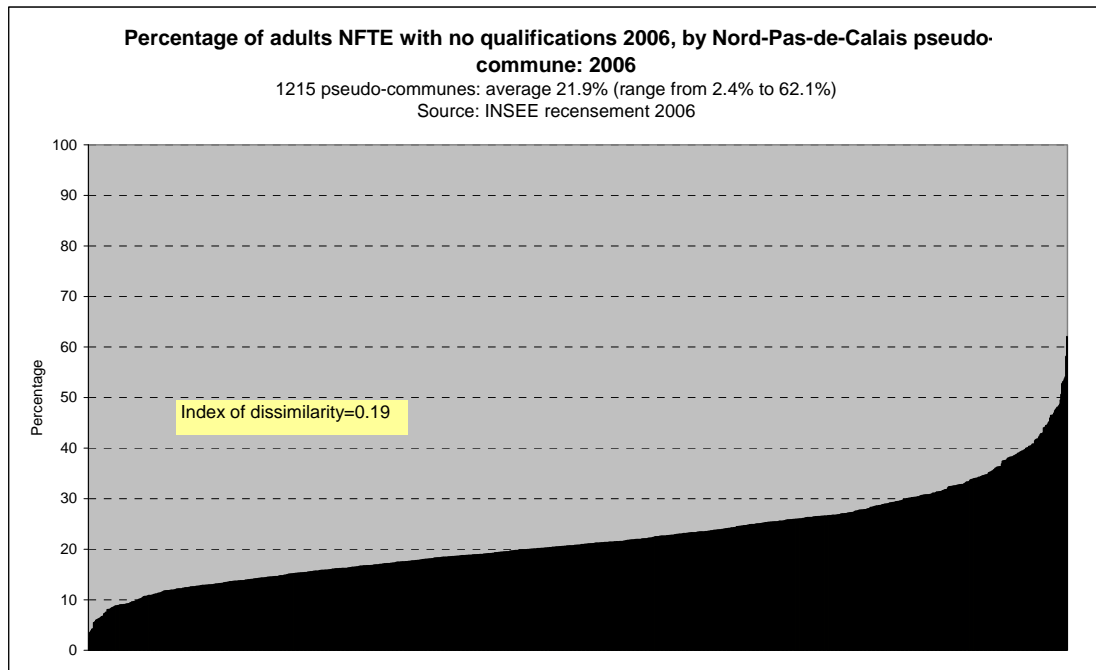 Percentage of adults NFTE with no qualifications 2006, by Nord-Pas-de-Calais pseudo-
commune: 2006
1215 pseudo-communes: average 21.9% (range from 2.4% to 62.1%)
Source: INSEE recensement 2006
100
90
80
70
60
50
40
30
20
10
0
Percentage
Index of dissimilarity=0.19